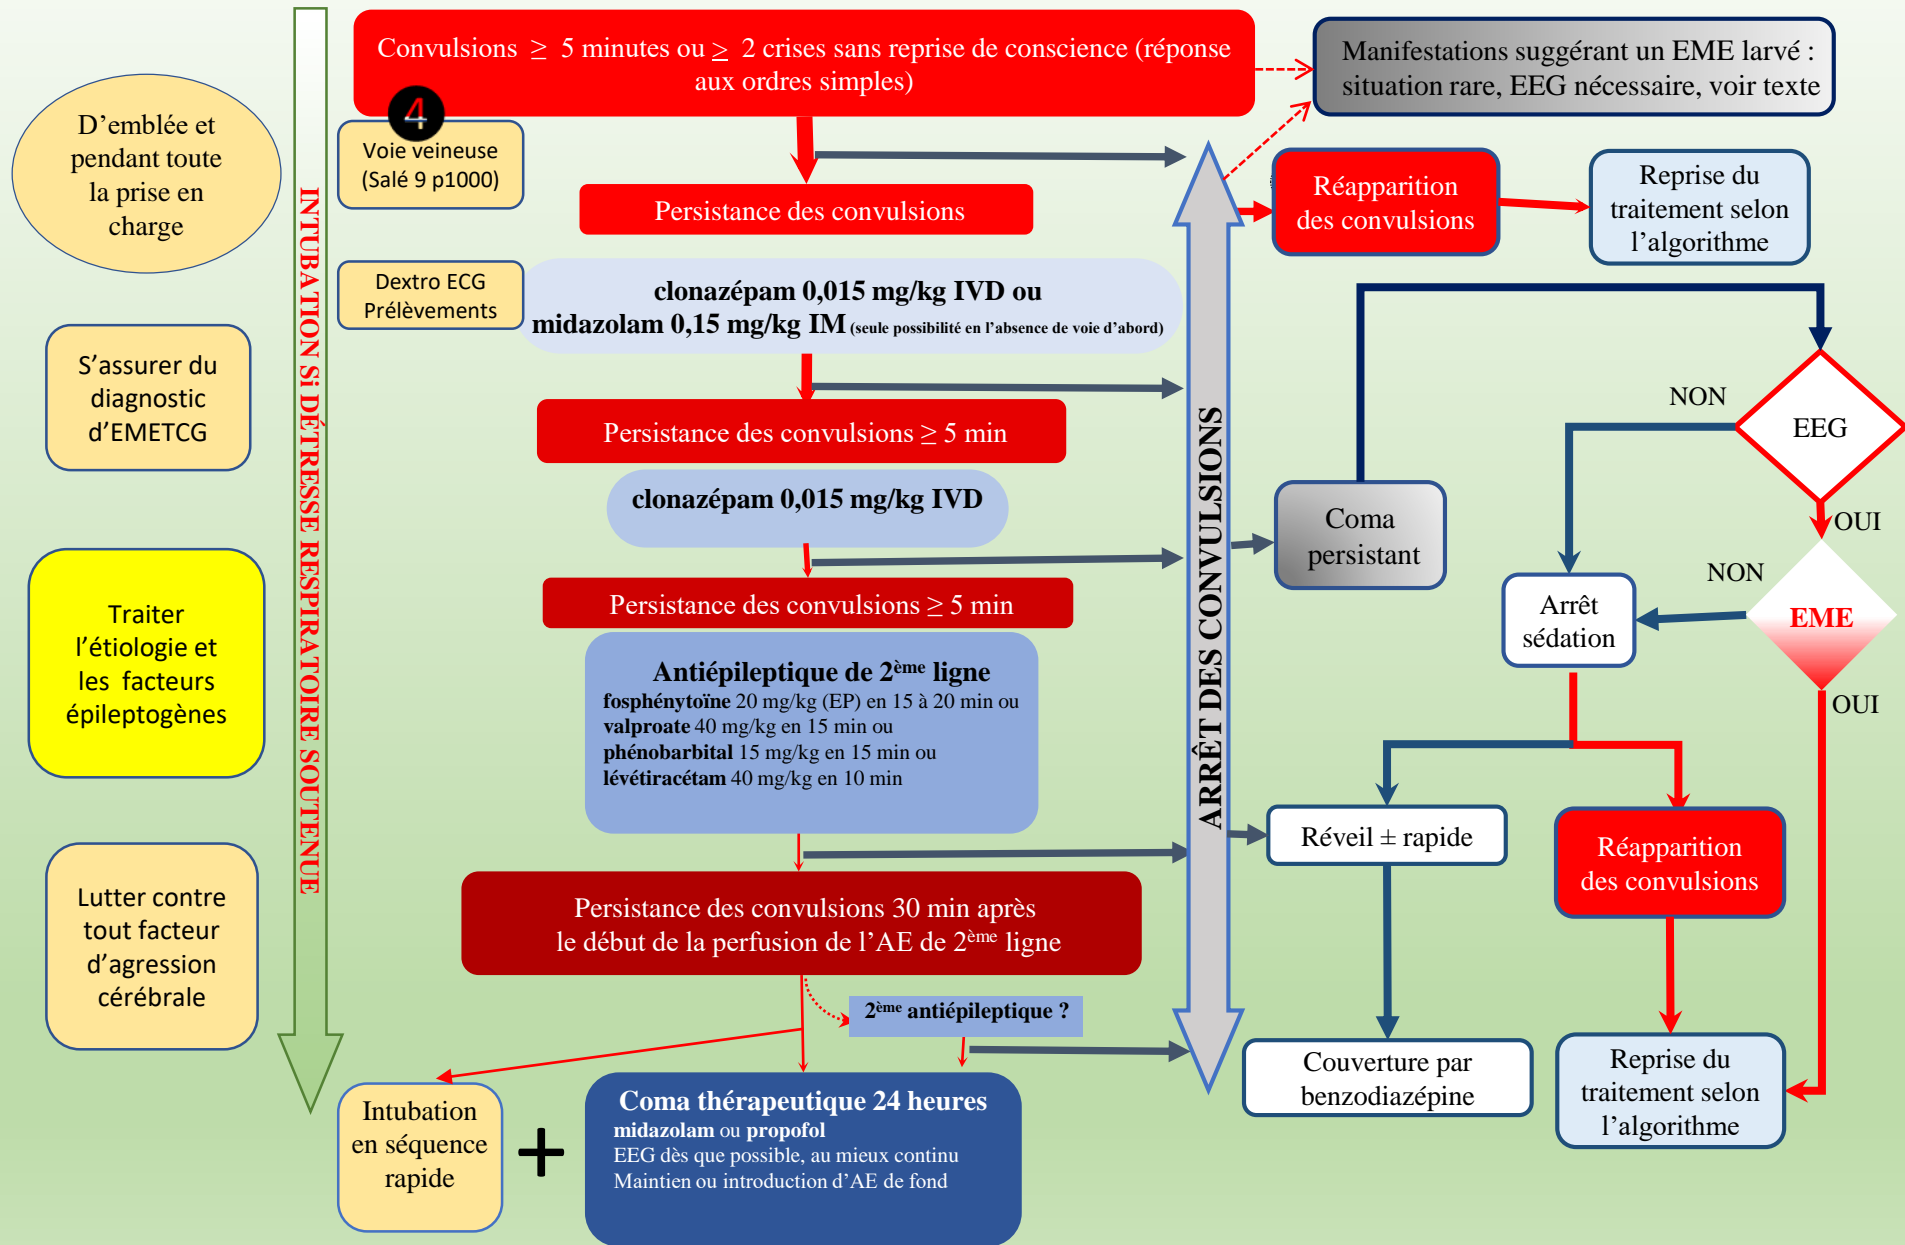 Convulsions ≥ 5 minutes ou ≥ 2 crises sans reprise de conscience (réponse
aux ordres simples)
Manifestations suggérant un EME larvé :
situation rare, EEG nécessaire, voir texte
D’emblée et
pendant toute
la prise en
charge
4
Voie veineuse
(Salé 9 p1000)
Persistance des convulsions
Réapparition
des convulsions
Reprise du
traitement selon
l’algorithme
INTUBATION Si DÉTRESSE RESPIRATOIRE SOUTENUE
Dextro ECG
Prélèvements
clonazépam 0,015 mg/kg IVD ou
midazolam 0,15 mg/kg IM (seule possibilité en l’absence de voie d’abord)
S’assurer du
diagnostic
d’EMETCG
Persistance des convulsions ≥ 5 min
clonazépam 0,015 mg/kg IVD
ARRÊT DES CONVULSIONS
NON
EEG
OUI
Coma
persistant
NON
EME
OUI
Arrêt
sédation
Traiter
l’étiologie et
les facteurs
épileptogènes
Persistance des convulsions ≥ 5 min
Antiépileptique de 2ème ligne
fosphénytoïne 20 mg/kg (EP) en 15 à 20 min ou
valproate 40 mg/kg en 15 min ou
phénobarbital 15 mg/kg en 15 min ou
lévétiracétam 40 mg/kg en 10 min
Réveil ± rapide
Réapparition
des convulsions
Lutter contre
tout facteur
d’agression
cérébrale
Persistance des convulsions 30 min après
le début de la perfusion de l’AE de 2ème ligne
2ème antiépileptique ?
Couverture par
benzodiazépine
Reprise du
traitement selon
l’algorithme
Intubation
en séquence
rapide
+
Coma thérapeutique 24 heures
midazolam ou propofol
EEG dès que possible, au mieux continu
Maintien ou introduction d’AE de fond